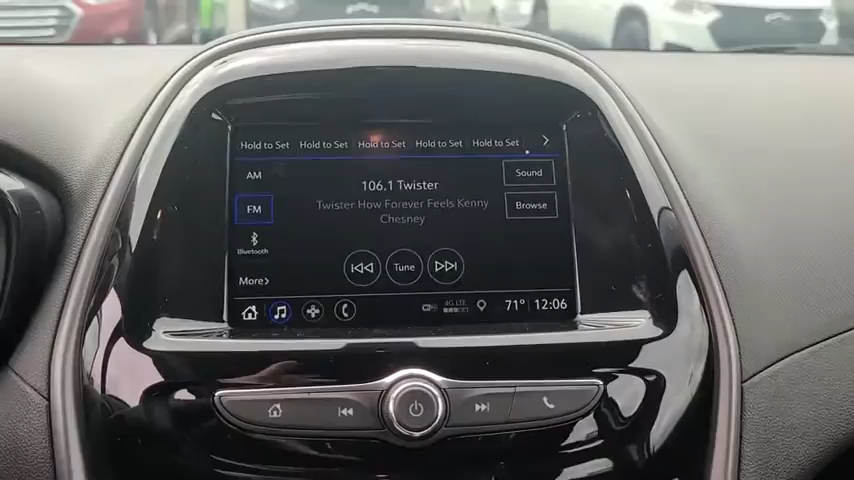 Hold to Set Hold to Set Hold to Set Hold to Set Hold to Set
AM
Sound
106.1 Twister
FM
Twister How Forever Feels Kenny
Chesney
Browse
Bluetooth
Tune
More
4G LTE
71° 12:06